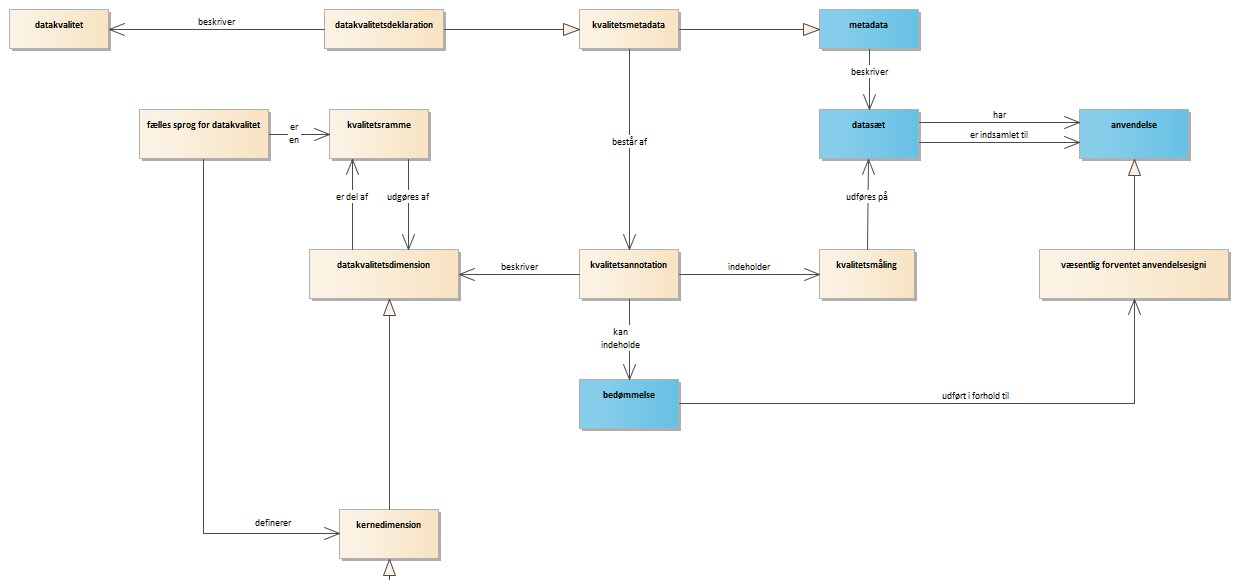 datakvalitet
beskriver
datakvalitetsdeklaration
kvalitetsmetadata
metadata
beskriver
fælles sprog for datakvalitet
er
en
kvalitetsramme
består af
datasæt
har
er indsamlet til
anvendelse
er del af
udgøres af
udføres på
datakvalitetsdimension
beskriver
kvalitetsannotation
indeholder
kvalitetsmåling
væsentlig forventet anvendelsesigni
kan
indeholde
bedømmelse
udført i forhold til
definerer
kernedimension